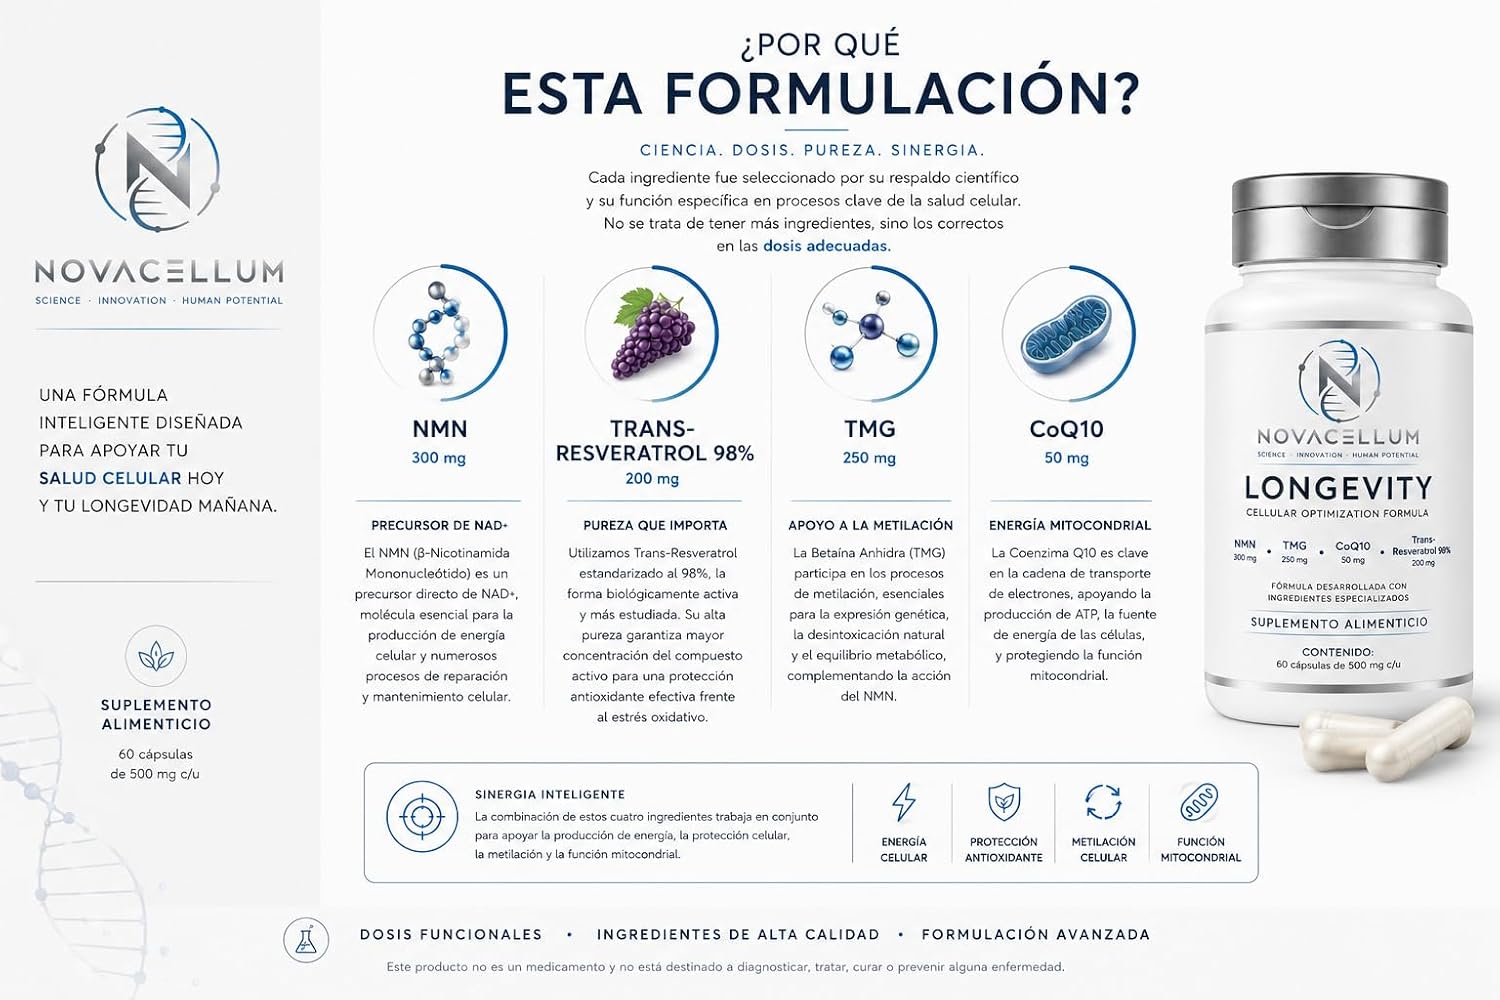 NOVACELLUM
SCIENCE · INNOVATION · HUMAN POTENTIAL
UNA FÓRMULA
INTELIGENTE DISEÑADA
PARA APOYAR TU
SALUD CELULAR HOY
Y TU LONGEVIDAD MAÑANA.
SUPLEMENTO
ALIMENTICIO
60 cápsulas
de 500 mg c/u
¿POR QUÉ
ESTA FORMULACIÓN?
CIENCIA. DOSIS. PUREZA. SINERGIA.
Cada ingrediente fue seleccionado por su respaldo científico
y su función específica en procesos clave de la salud celular.
No se trata de tener más ingredientes, sino los correctos
en las dosis adecuadas.
NMN
300 mg
PRECURSOR DE NAD+
El NMN (β-Nicotinamida
Mononucleótido) es un
precursor directo de NAD+,
molécula esencial para la
producción de energía
celular y numerosos
procesos de reparación
y mantenimiento celular.
TRANS-
RESVERATROL 98%
200 mg
PUREZA QUE IMPORTA
Utilizamos Trans-Resveratrol
estandarizado al 98%, la
forma biológicamente activa
y más estudiada. Su alta
pureza garantiza mayor
concentración del compuesto
activo para una protección
antioxidante efectiva frente
al estrés oxidativo.
TMG
250 mg
APOYO A LA METILACIÓN
La Betaína Anhidra (TMG)
participa en los procesos
de metilación, esenciales
para la expresión genética,
la desintoxicación natural
y el equilibrio metabólico,
complementando la acción
del NMN.
CoQ10
50 mg
ENERGÍA MITOCONDRIAL
La Coenzima Q10 es clave
en la cadena de transporte
de electrones, apoyando la
producción de ATP, la fuente
de energía de las células,
y protegiendo la función
mitocondrial.
NOVACELLUM
SCIENCE · INNOVATION · HUMAN POTENTIAL
LONGEVITY
CELLULAR OPTIMIZATION FORMULA
NMN
300 mg
•
TMG
250 mg
•
CoQ10
50 mg
•
Trans-
Resveratrol 98%
200 mg
FÓRMULA DESARROLLADA CON
INGREDIENTES ESPECIALIZADOS
SUPLEMENTO ALIMENTICIO
CONTENIDO:
60 cápsulas de 500 mg c/u
SINERGIA INTELIGENTE
La combinación de estos cuatro ingredientes trabaja en conjunto
para apoyar la producción de energía, la protección celular,
la metilación y la función mitocondrial.
ENERGÍA
CELULAR
PROTECCIÓN
ANTIOXIDANTE
METILACIÓN
CELULAR
FUNCIÓN
MITOCONDRIAL
DOSIS FUNCIONALES • INGREDIENTES DE ALTA CALIDAD • FORMULACIÓN AVANZADA
Este producto no es un medicamento y no está destinado a diagnosticar, tratar, curar o prevenir alguna enfermedad.